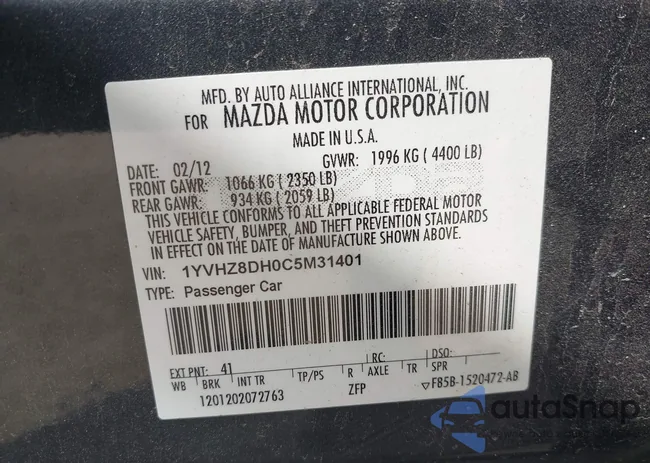 MFD. BY AUTO ALLIANCE INTERNATIONAL, INC.
FOR MAZDA MOTOR CORPORATION
MADE IN U.S.A.
DATE: 02/12 GVWR: 1996 KG ( 4400 LB)
FRONT GAWR: 1066 KG ( 2350 LB)
REAR GAWR: 934 KG ( 2059 LB)
THIS VEHICLE CONFORMS TO ALL APPLICABLE FEDERAL MOTOR
VEHICLE SAFETY, BUMPER, AND THEFT PREVENTION STANDARDS
IN EFFECT ON THE DATE OF MANUFACTURE SHOWN ABOVE.
VIN: 1YVHZ8DH0C5M31401
TYPE: Passenger Car
EXT PNT: 41 RC: DSO:
WB BRK INT TR TP/PS R AXLE TR SPR
1201202072763 ZFP ▽FB5B-1520472-AB
autoSnap